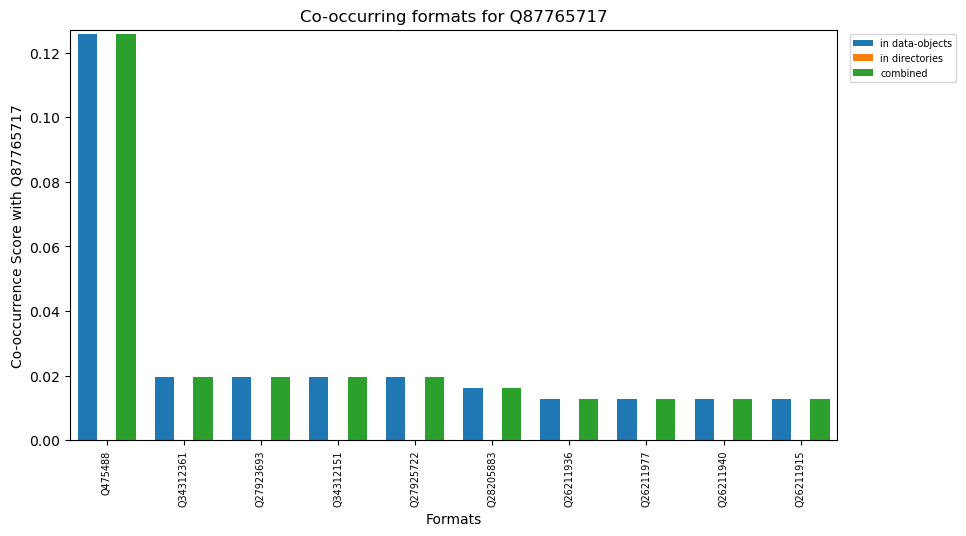 Co-occurring formats for Q87765717
in data-objects
in directories
combined
Co-occurrence Score with Q87765717
0.12
0.10
0.08
0.06
0.04
0.02
0.00
Q475488
Q34312361
Q27923693
Q34312151
Q27925722
Q28205883
Q26211936
Q26211977
Q26211940
Q26211915
Formats